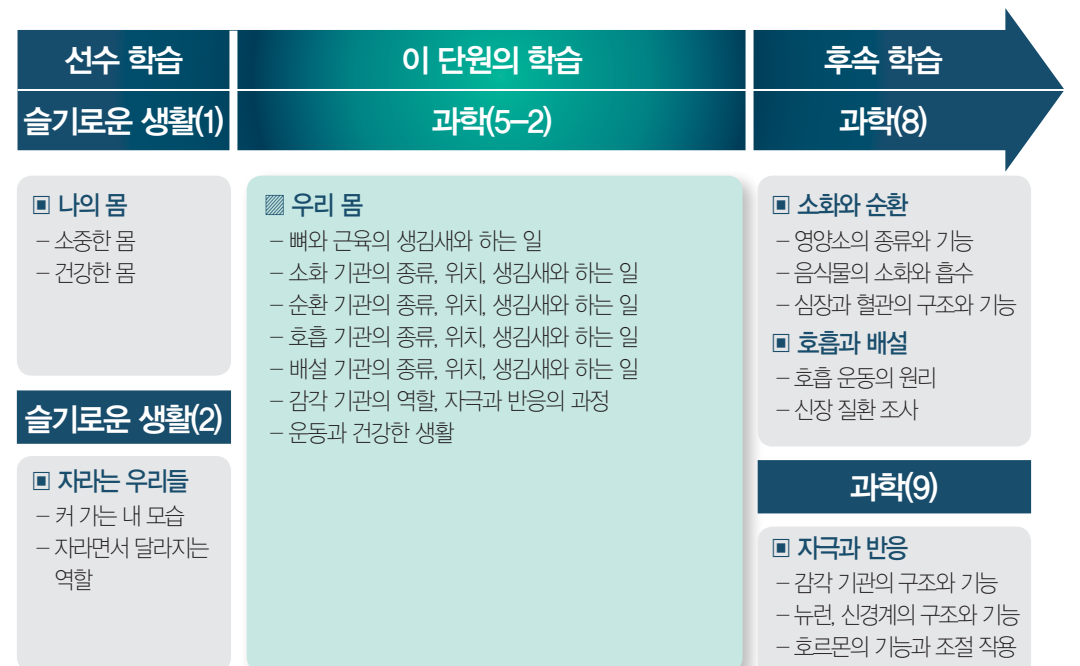 선수 학습
이 단원의 학습
후속 학습
슬기로운 생활(1)
과학(5–2)
과학(8)
▣ 나의 몸
– 소중한 몸
– 건강한 몸
슬기로운 생활(2)
▣ 자라는 우리들
– 커 가는 내 모습
– 자라면서 달라지는
역할
▨ 우리 몸
– 뼈와 근육의 생김새와 하는 일
– 소화 기관의 종류, 위치, 생김새와 하는 일
– 순환 기관의 종류, 위치, 생김새와 하는 일
– 호흡 기관의 종류, 위치, 생김새와 하는 일
– 배설 기관의 종류, 위치, 생김새와 하는 일
– 감각 기관의 역할, 자극과 반응의 과정
– 운동과 건강한 생활
▣ 소화와 순환
– 영양소의 종류와 기능
– 음식물의 소화와 흡수
– 심장과 혈관의 구조와 기능
▣ 호흡과 배설
– 호흡 운동의 원리
– 신장 질환 조사
과학(9)
▣ 자극과 반응
– 감각 기관의 구조와 기능
– 뉴런, 신경계의 구조와 기능
– 호르몬의 기능과 조절 작용